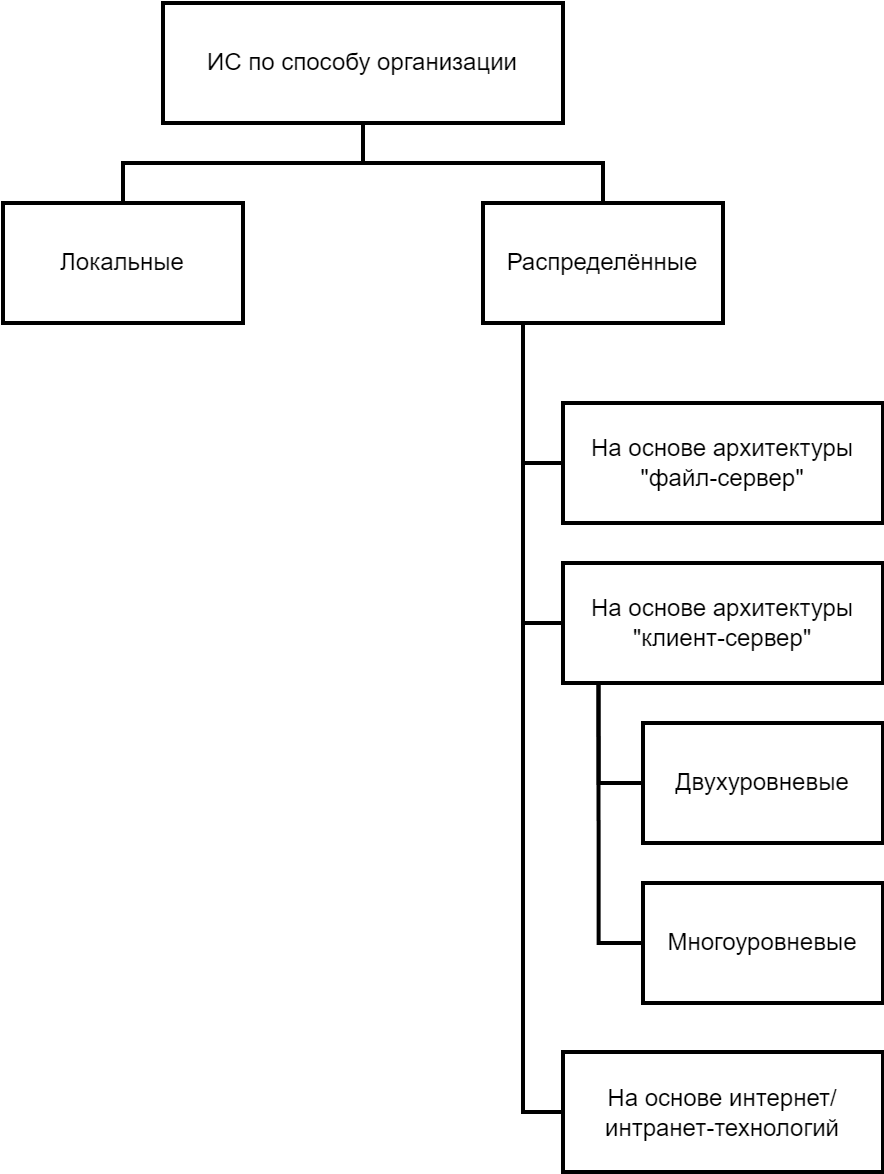 ИС по способу организации
Локальные
Распределённые
На основе архитектуры
"файл-сервер"
На основе архитектуры
"клиент-сервер"
Двухуровневые
Многоуровневые
На основе интернет/
интранет-технологий